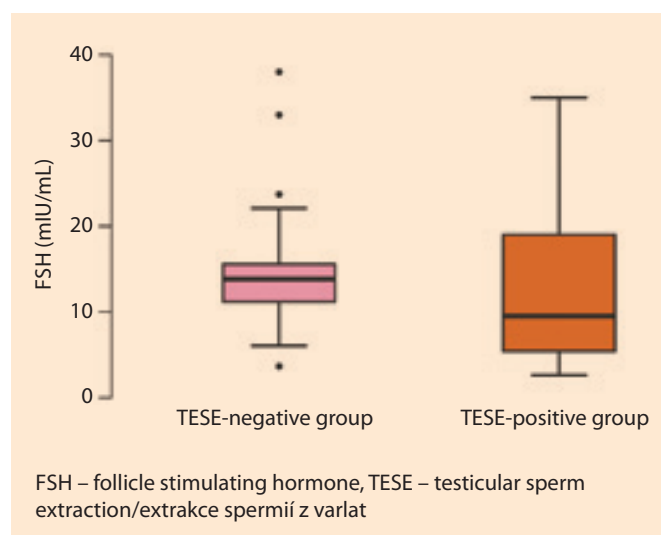 40
30
20
10
0
FSH (mIU/mL)
TESE-negative group
TESE-positive group
FSH – follicle stimulating hormone, TESE – testicular sperm
extraction/extrakce spermií z varlat